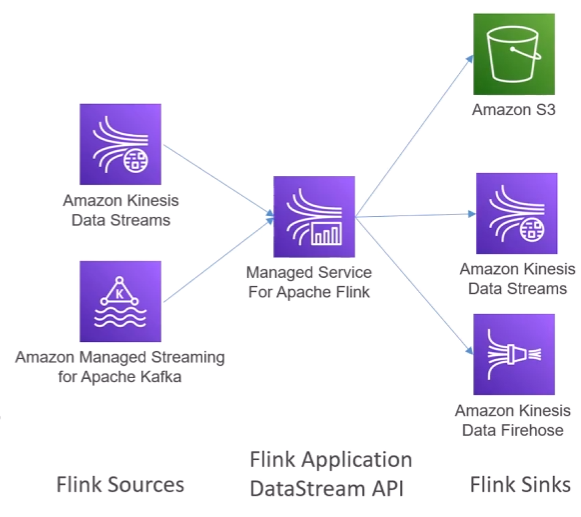 Amazon S3
Amazon Kinesis
Data Streams
Managed Service
For Apache Flink
Amazon Kinesis
Data Streams
K
Amazon Managed Streaming
for Apache Kafka
Amazon Kinesis
Data Firehose
Flink Sources
Flink Application
DataStream API
Flink Sinks